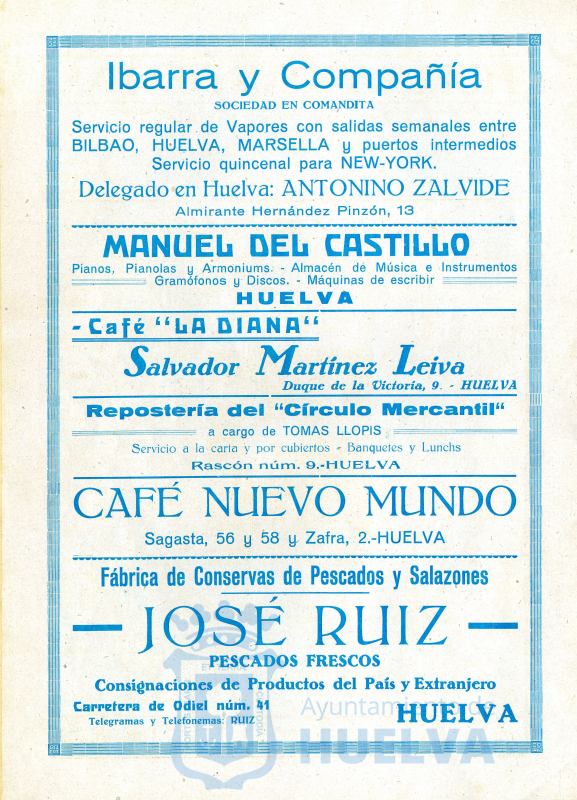 Ibarra y Compañía
SOCIEDAD EN COMANDITA
Servicio regular de Vapores con salidas semanales entre
BILBAO, HUELVA, MARSELLA y puertos intermedios
Servicio quincenal para NEW-YORK.
Delegado en Huelva: ANTONINO ZALVIDE
Almirante Hernández Pinzón, 13
MANUEL DEL CASTILLO
Pianos, Pianolas y Armoniums. - Almacén de Música e Instrumentos
Gramófonos y Discos. - Máquinas de escribir
HUELVA
- Café "LA DIANA"
Salvador Martínez Leiva
Duque de la Victoria, 9. - HUELVA
Repostería del "Círculo Mercantil"
a cargo de TOMAS LLOPIS
Servicio a la carta y por cubiertos - Banquetes y Lunchs
Rascón núm. 9.-HUELVA
CAFÉ NUEVO MUNDO
Sagasta, 56 y 58 y Zafra, 2.-HUELVA
Fábrica de Conservas de Pescados y Salazones
JOSÉ RUIZ
PESCADOS FRESCOS
Consignaciones de Productos del País y Extranjero
Carretera de Odiel núm. 41
Telegramas y Telefonemas: RUIZ
HUELVA
Ayuntamiento de
HUELVA